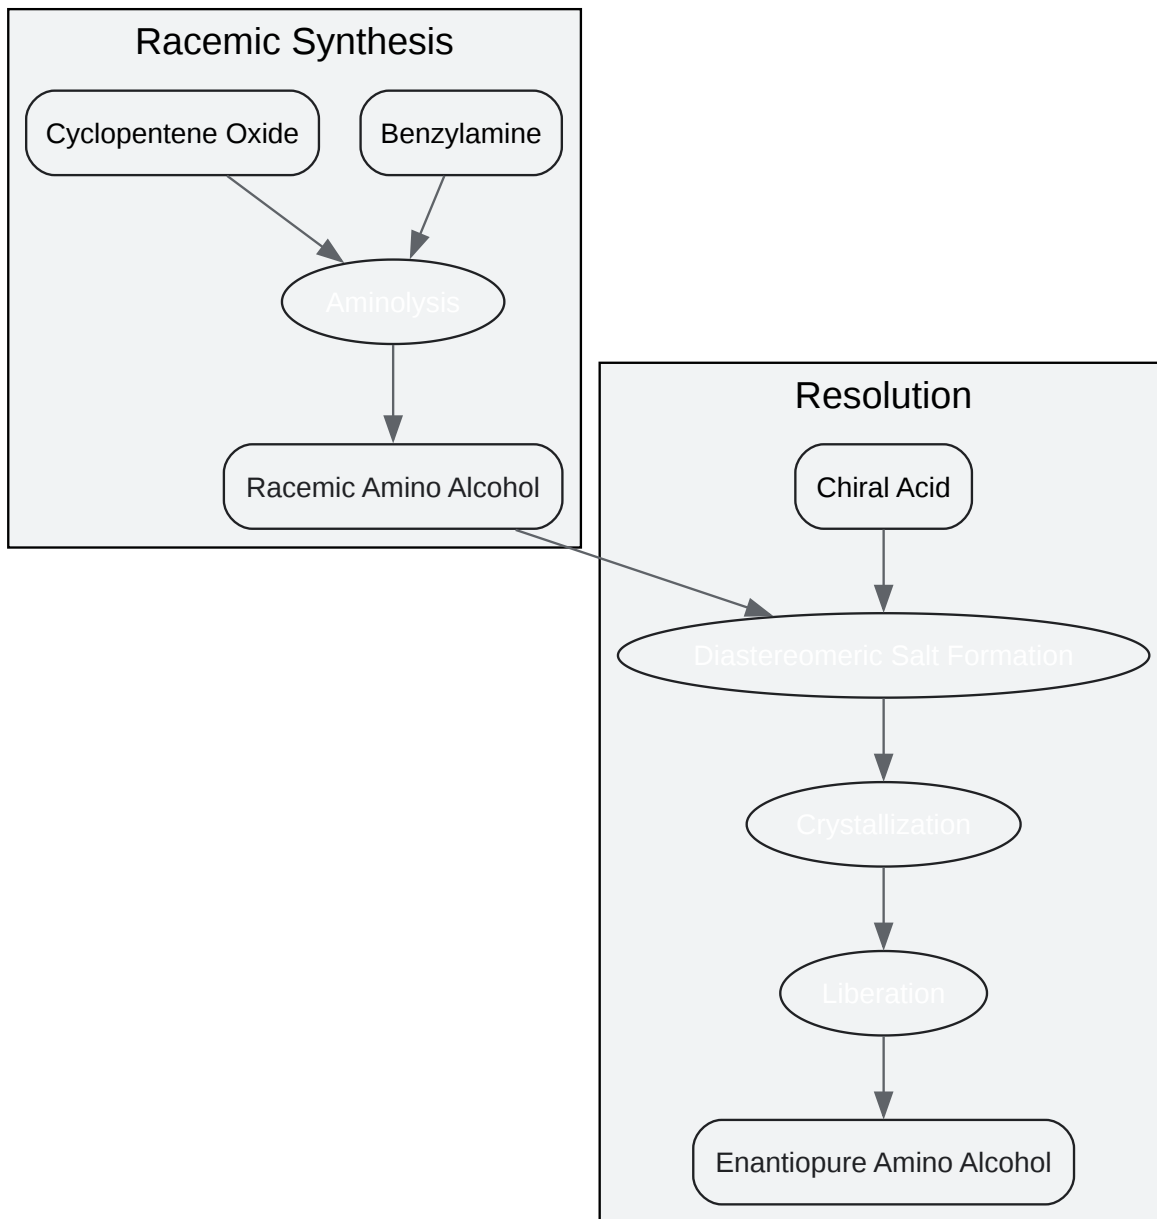 Racemic Synthesis
Cyclopentene Oxide
Benzylamine
Aminolysis
Racemic Amino Alcohol
Resolution
Chiral Acid
Diastereomeric Salt Formation
Crystallization
Liberation
Enantiopure Amino Alcohol